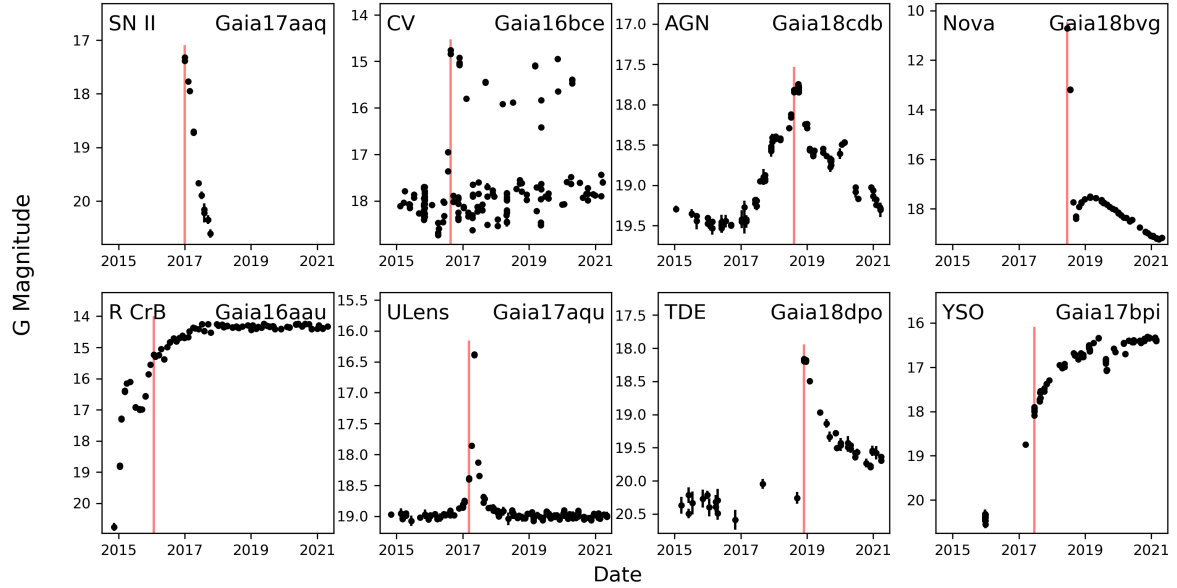 SN II Gaia17aaq
17
18
19
20
2015 2017 2019 2021
CV Gaia16bce
14
15
16
17
18
2015 2017 2019 2021
AGN Gaia18cdb
17.0
17.5
18.0
18.5
19.0
19.5
2015 2017 2019 2021
Nova Gaia18bvg
10
12
14
16
18
2015 2017 2019 2021
G Magnitude
R CrB Gaia16aau
14
15
16
17
18
19
20
2015 2017 2019 2021
ULens Gaia17aqu
15.5
16.0
16.5
17.0
17.5
18.0
18.5
19.0
19.5
2015 2017 2019 2021
TDE Gaia18dpo
17.5
18.0
18.5
19.0
19.5
20.0
20.5
2015 2017 2019 2021
YSO Gaia17bpi
16
17
18
19
20
2015 2017 2019 2021
Date